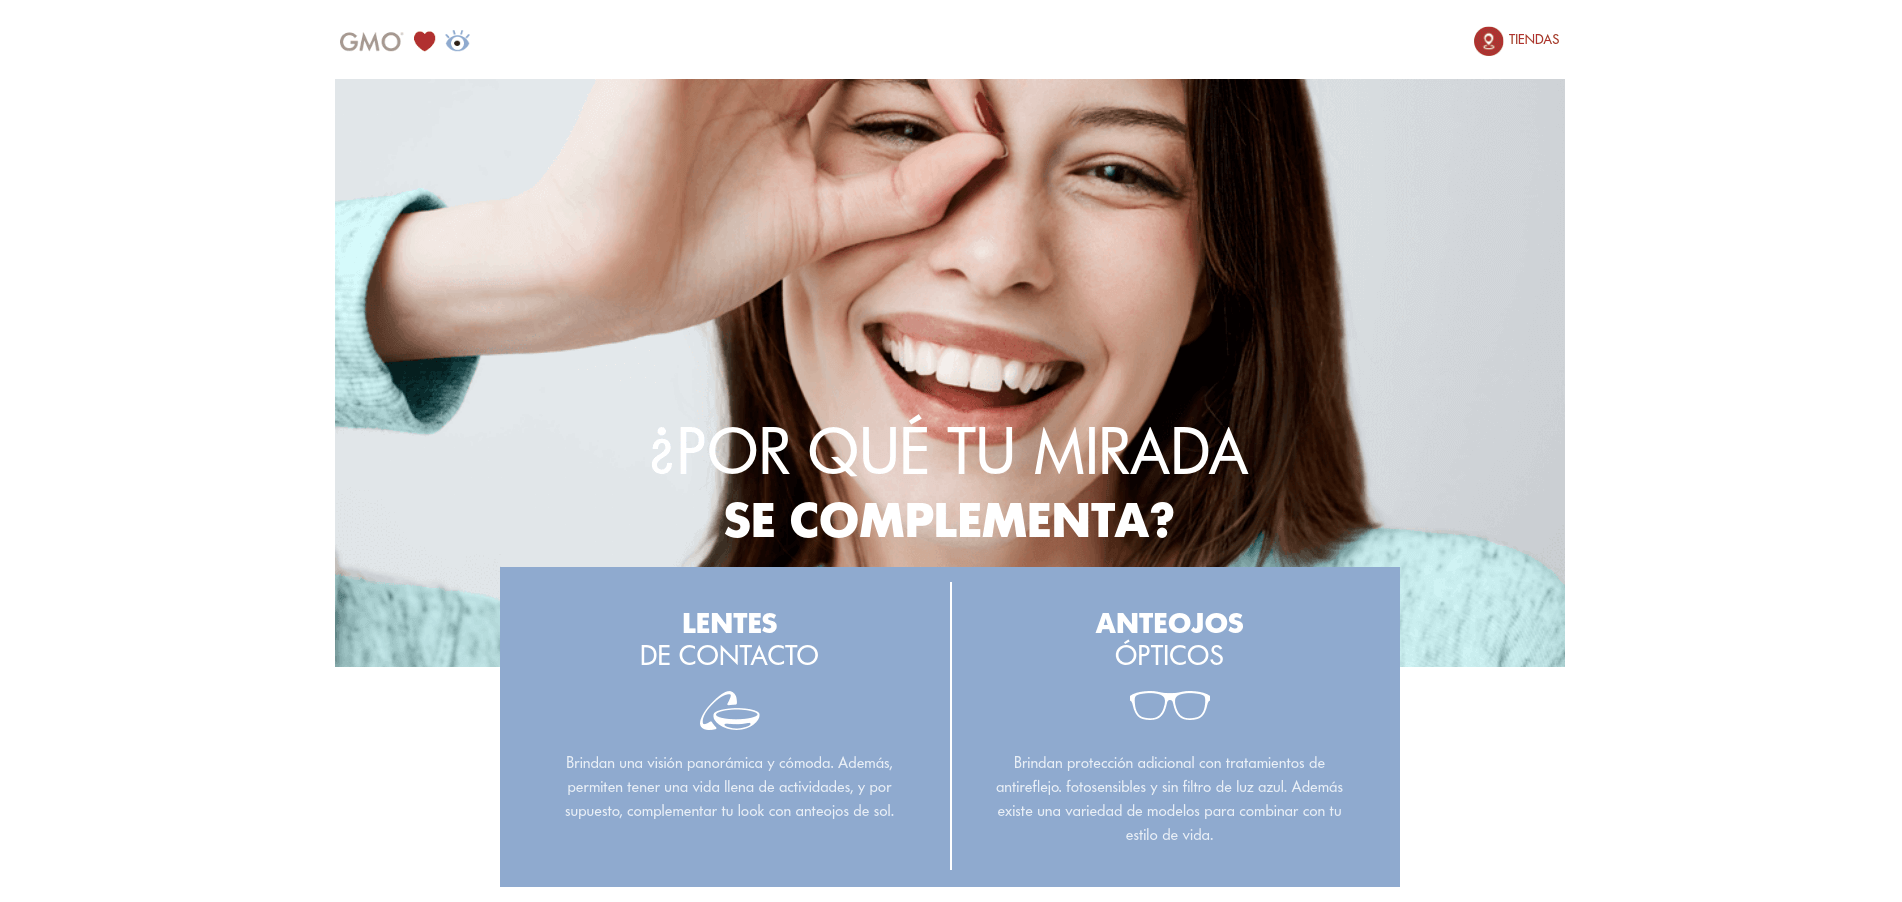 GMO
TIENDAS
¿POR QUÉ TU MIRADA
SE COMPLEMENTA?
LENTES
DE CONTACTO
Brindan una visión panorámica y cómoda. Además,
permiten tener una vida llena de actividades, y por
supuesto, complementar tu look con anteojos de sol.
ANTEOJOS
ÓPTICOS
Brindan protección adicional con tratamientos de
antireflejo. fotosensibles y sin filtro de luz azul. Además
existe una variedad de modelos para combinar con tu
estilo de vida.